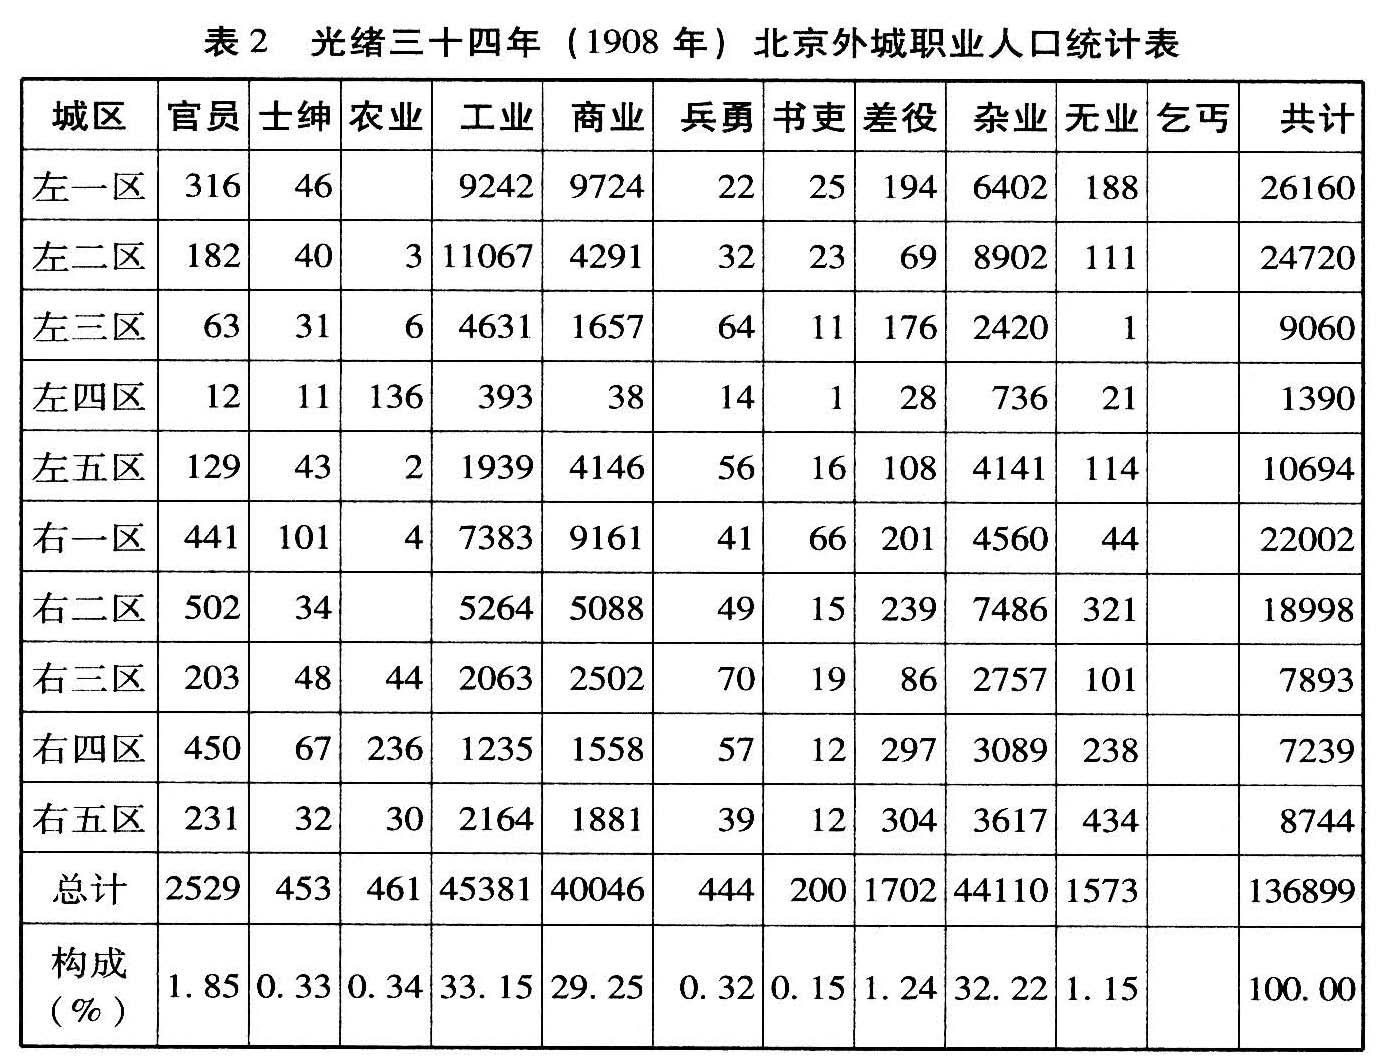 表2 光绪三十四年（1908年）北京外城职业人口统计表
城区 官员 士绅 农业 工业 商业 兵勇 书吏 差役 杂业 无业 乞丐 共计
左一区 316 46 9242 9724 22 25 194 6402 188 26160
左二区 182 40 3 11067 4291 32 23 69 8902 111 24720
左三区 63 31 6 4631 1657 64 11 176 2420 1 9060
左四区 12 11 136 393 38 14 1 28 736 21 1390
左五区 129 43 2 1939 4146 56 16 108 4141 114 10694
右一区 441 101 4 7383 9161 41 66 201 4560 44 22002
右二区 502 34 5264 5088 49 15 239 7486 321 18998
右三区 203 48 44 2063 2502 70 19 86 2757 101 7893
右四区 450 67 236 1235 1558 57 12 297 3089 238 7239
右五区 231 32 30 2164 1881 39 12 304 3617 434 8744
总计 2529 453 461 45381 40046 444 200 1702 44110 1573 136899
构成
(%) 1.85 0.33 0.34 33.15 29.25 0.32 0.15 1.24 32.22 1.15 100.00